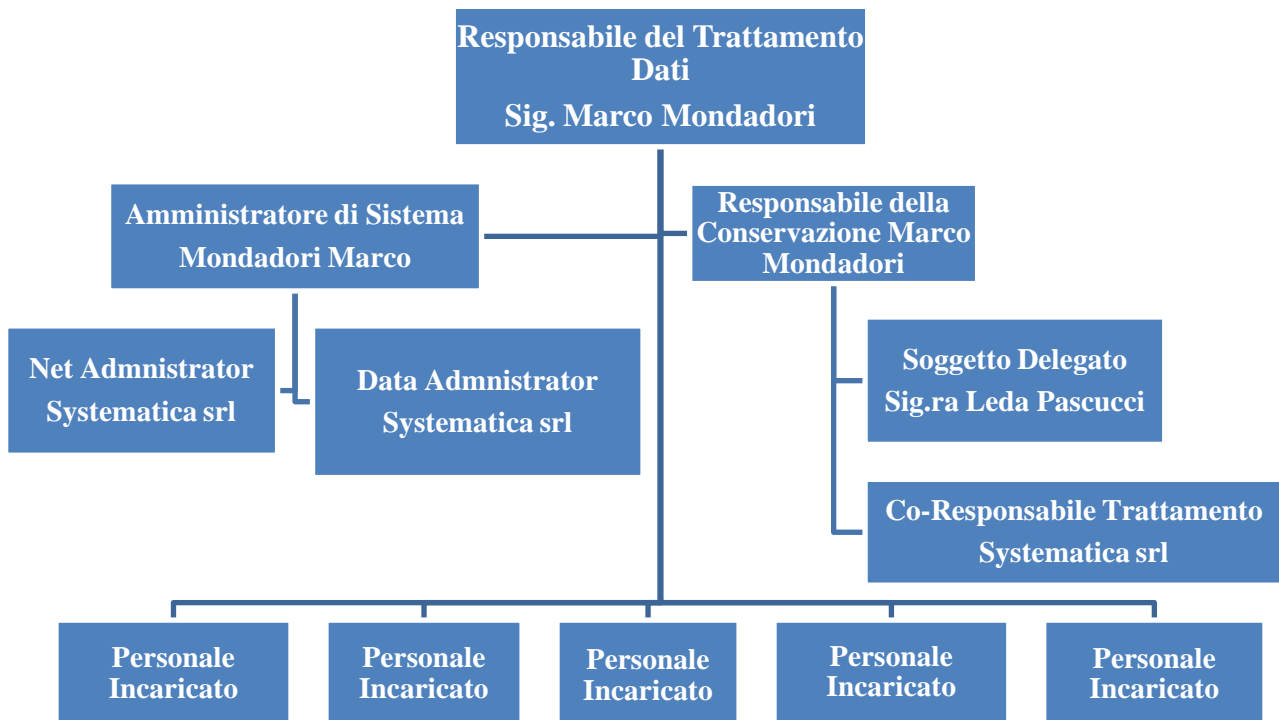 Responsabile del Trattamento
Dati
Sig. Marco Mondadori
Amministratore di Sistema
Mondadori Marco
Responsabile della
Conservazione Marco
Mondadori
Net Admnistrator
Systematica srl
Data Admnistrator
Systematica srl
Soggetto Delegato
Sig.ra Leda Pascucci
Co-Responsabile Trattamento
Systematica srl
Personale
Incaricato
Personale
Incaricato
Personale
Incaricato
Personale
Incaricato
Personale
Incaricato